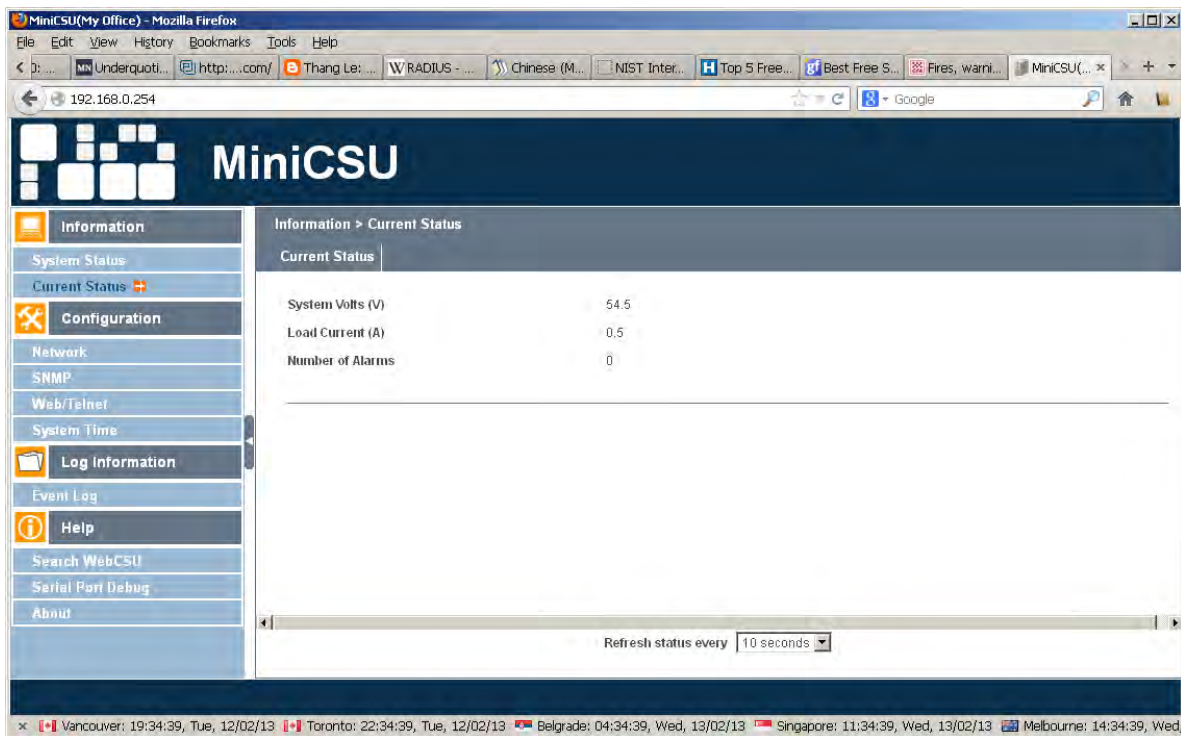 MiniCSU(My Office) - Mozilla Firefox
File Edit View History Bookmarks Tools Help
Underquoti... http:....com/ Thang Le: ... RADIUS - ... Chinese (M... NIST Inter... Top 5 Free... Best Free S... Fires, warni... MiniCSU(...
192.168.0.254
Google
MiniCSU
Information
System Status
Current Status
Configuration
Network
SNMP
Web/Telnet
System Time
Log Information
Event Log
Help
Search WebCSU
Serial Port Debug
About
Information > Current Status
Current Status
System Volts (V) 54.5
Load Current (A) 0.5
Number of Alarms 0
Refresh status every 10 seconds
Vancouver: 19:34:39, Tue, 12/02/13 Toronto: 22:34:39, Tue, 12/02/13 Belgrade: 04:34:39, Wed, 13/02/13 Singapore: 11:34:39, Wed, 13/02/13 Melbourne: 14:34:39, Wed,